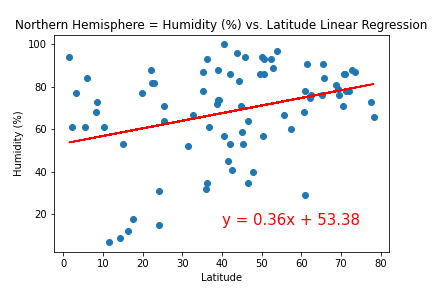 Northern Hemisphere = Humidity (%) vs. Latitude Linear Regression
100
80
60
40
20
Humidity (%)
y = 0.36x + 53.38
0 10 20 30 40 50 60 70 80
Latitude